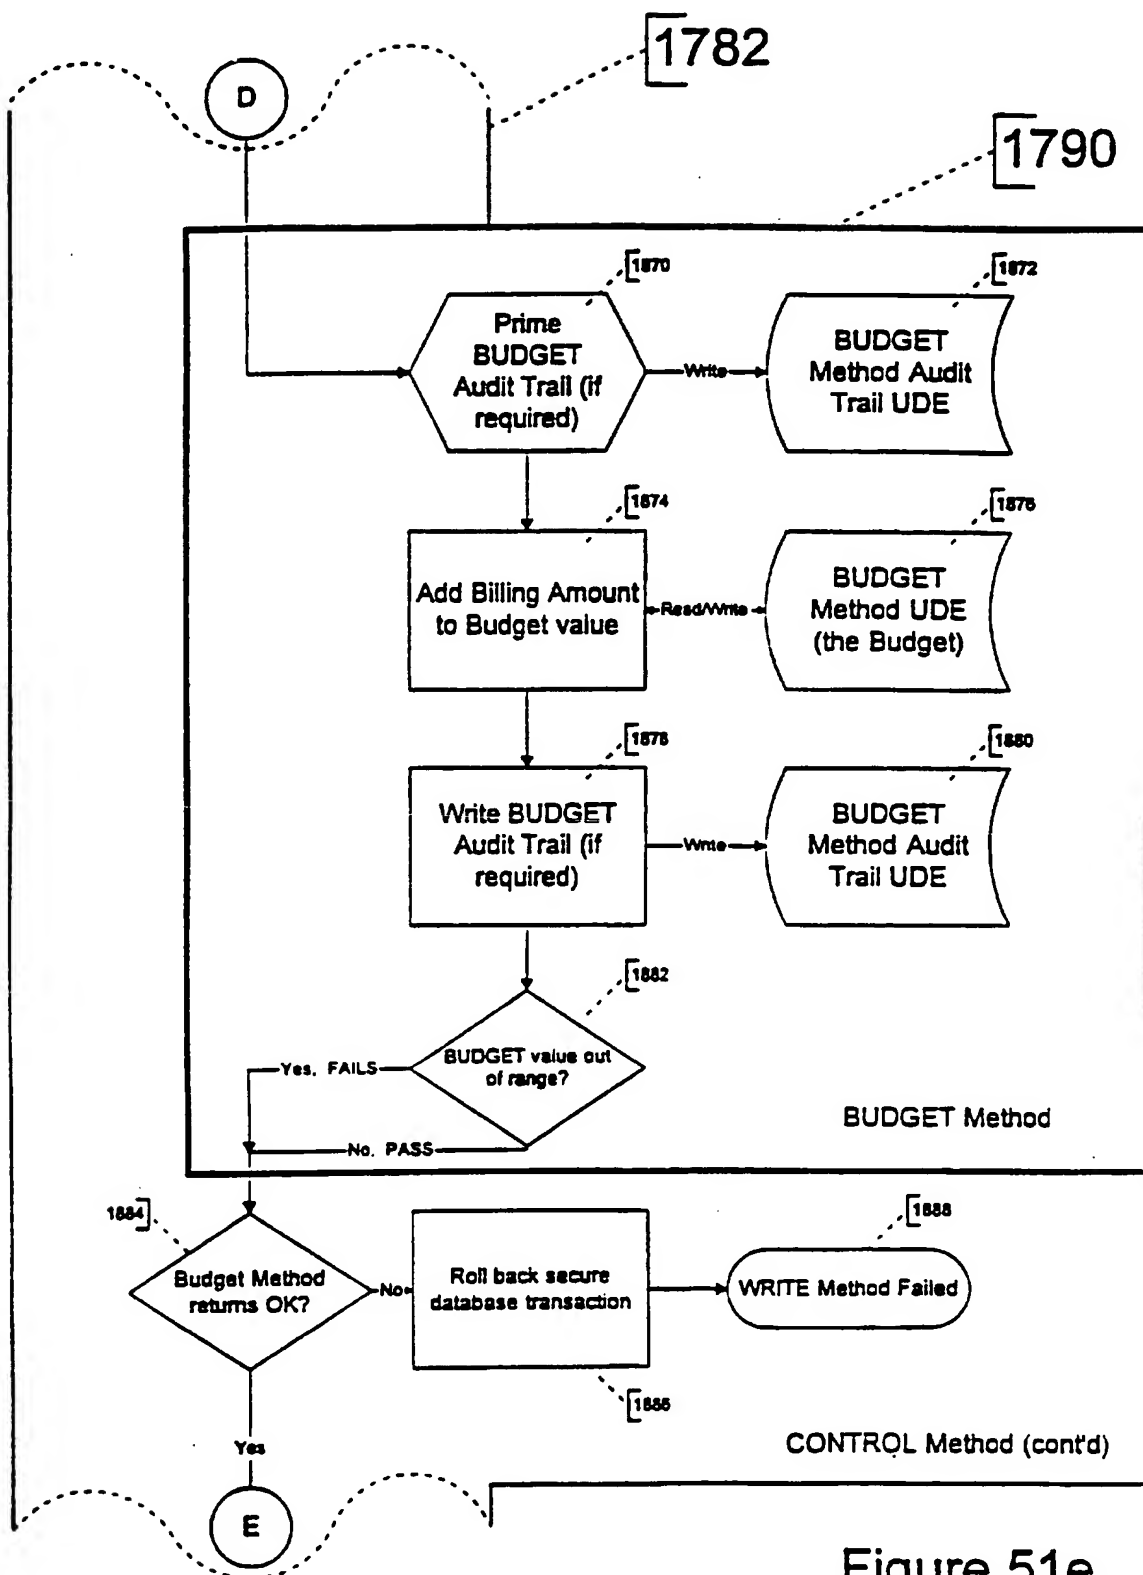 1782
D
1790
1870
1872
Prime
BUDGET
Audit Trail (if
required)
Write
BUDGET
Method Audit
Trail UDE
1874
1876
Add Billing Amount
to Budget value
Read/Write
BUDGET
Method UDE
(the Budget)
1878
1880
Write BUDGET
Audit Trail (if
required)
Write
BUDGET
Method Audit
Trail UDE
1882
BUDGET value out
of range?
Yes, FAILS
No, PASS
BUDGET Method
1884
1888
Budget Method
returns OK?
No
Roll back secure
database transaction
WRITE Method Failed
1886
Yes
CONTROL Method (cont'd)
E
Figure 51e